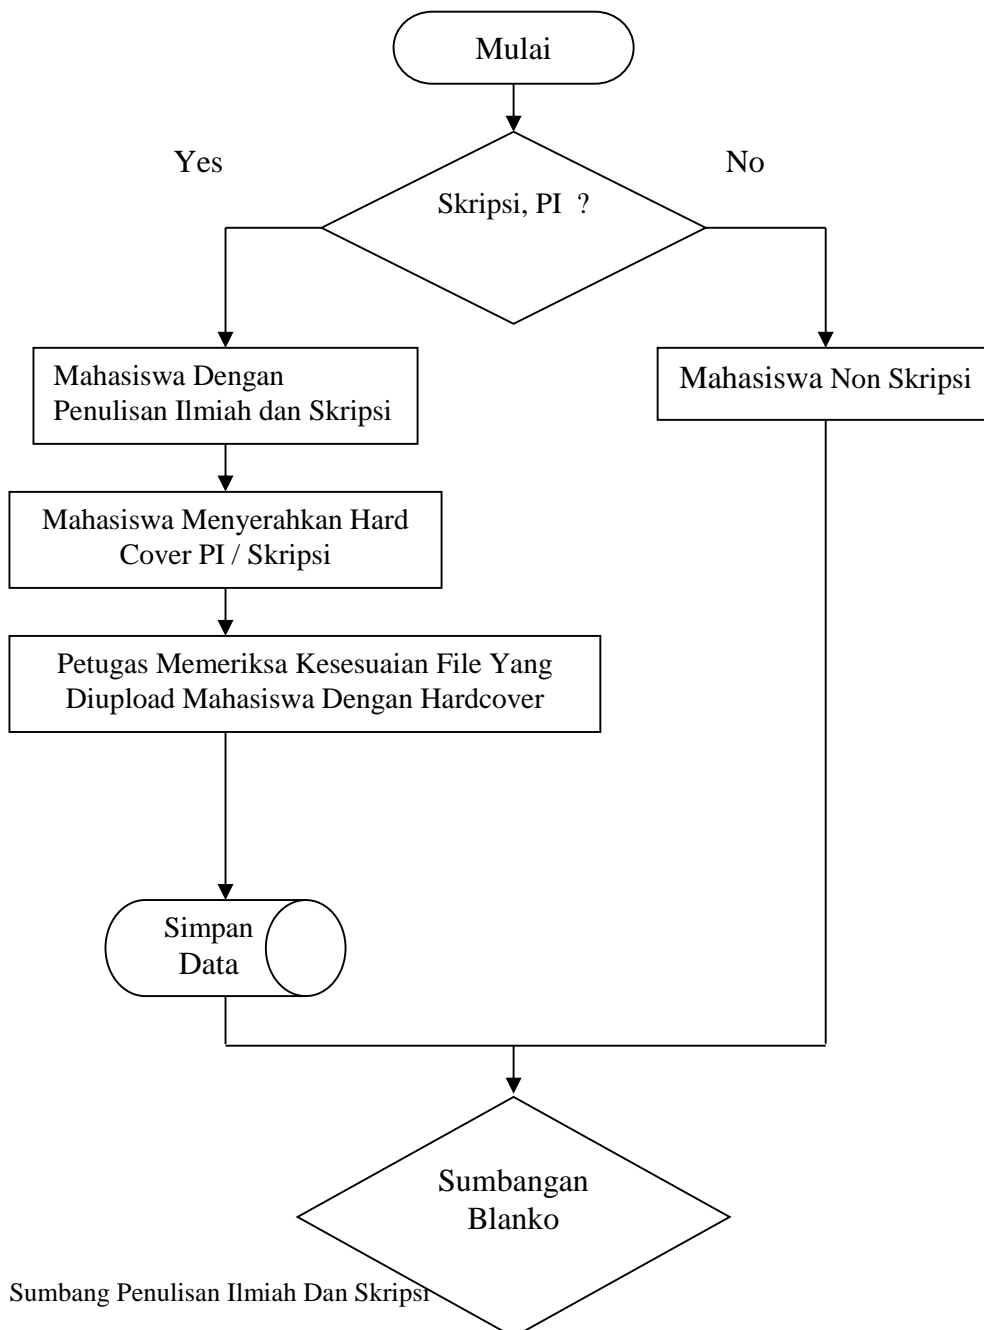 Mulai
Yes
No
Skripsi, PI ?
Mahasiswa Dengan
Penulisan Ilmiah dan Skripsi
Mahasiswa Non Skripsi
Mahasiswa Menyerahkan Hard
Cover PI / Skripsi
Petugas Memeriksa Kesesuaian File Yang
Diupload Mahasiswa Dengan Hardcover
Simpan
Data
Sumbangan
Blanko
Sumbang Penulisan Ilmiah Dan Skripsi